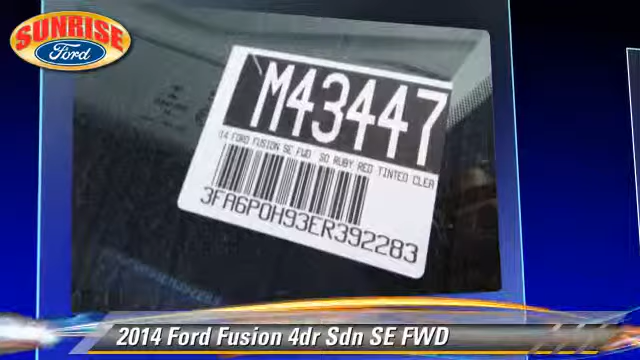 SUNRISE
Ford
M43447
14 FORD FUSION SE FWD SO RUBY RED TINTED CLEA
3FA6P0H93ER392283
2014 Ford Fusion 4dr Sdn SE FWD